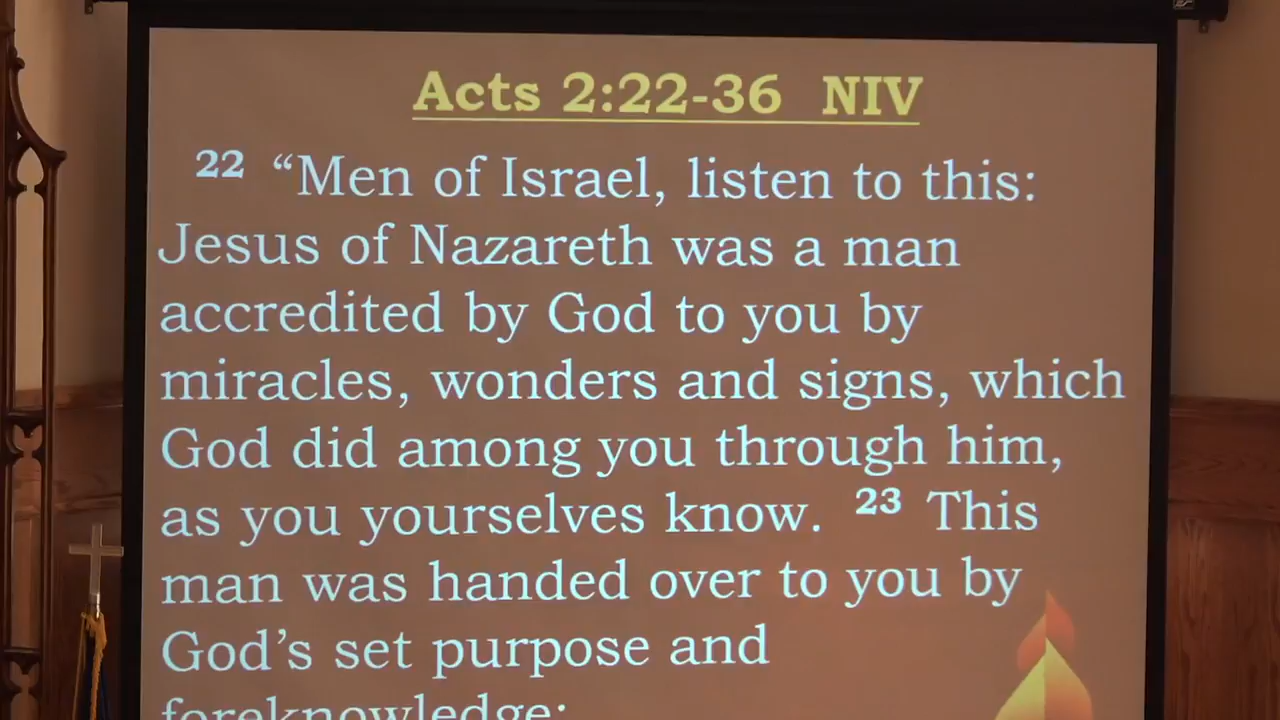 Acts 2:22-36 NIV
22 “Men of Israel, listen to this:
Jesus of Nazareth was a man
accredited by God to you by
miracles, wonders and signs, which
God did among you through him,
as you yourselves know. 23 This
man was handed over to you by
God’s set purpose and
foreknowledge;